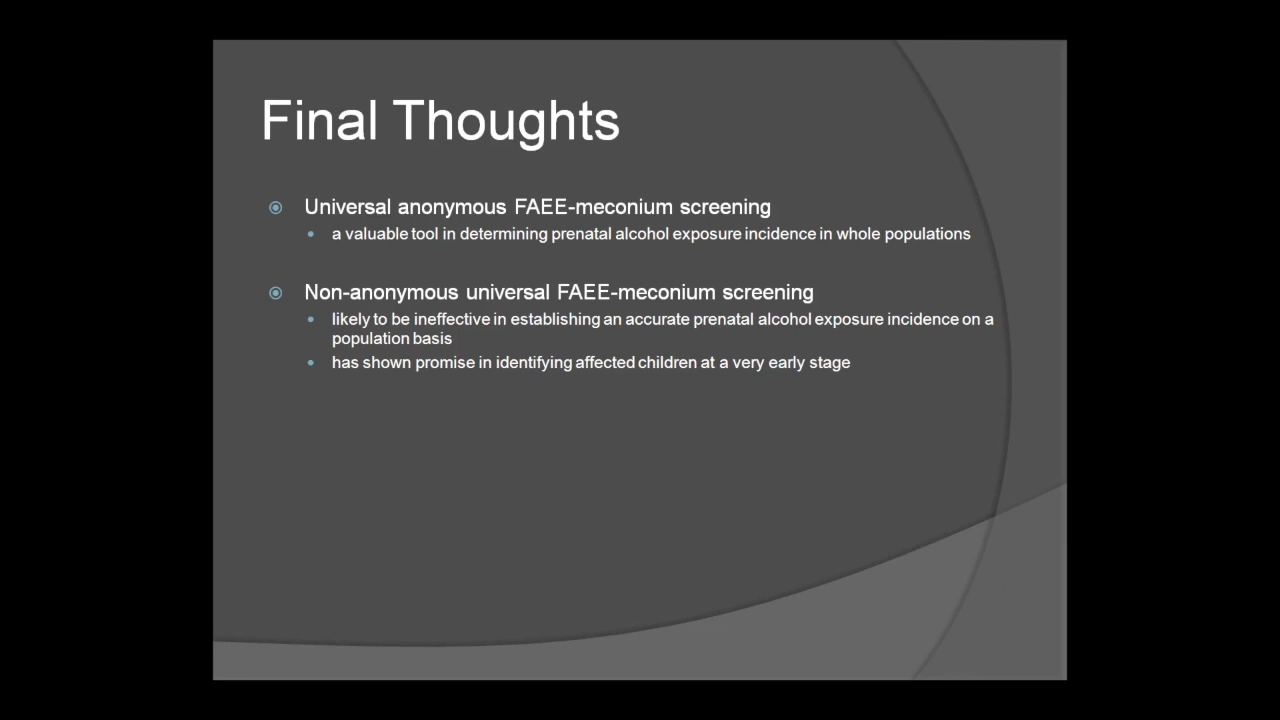 Final Thoughts
Universal anonymous FAEE-meconium screening
a valuable tool in determining prenatal alcohol exposure incidence in whole populations
Non-anonymous universal FAEE-meconium screening
likely to be ineffective in establishing an accurate prenatal alcohol exposure incidence on a
population basis
has shown promise in identifying affected children at a very early stage